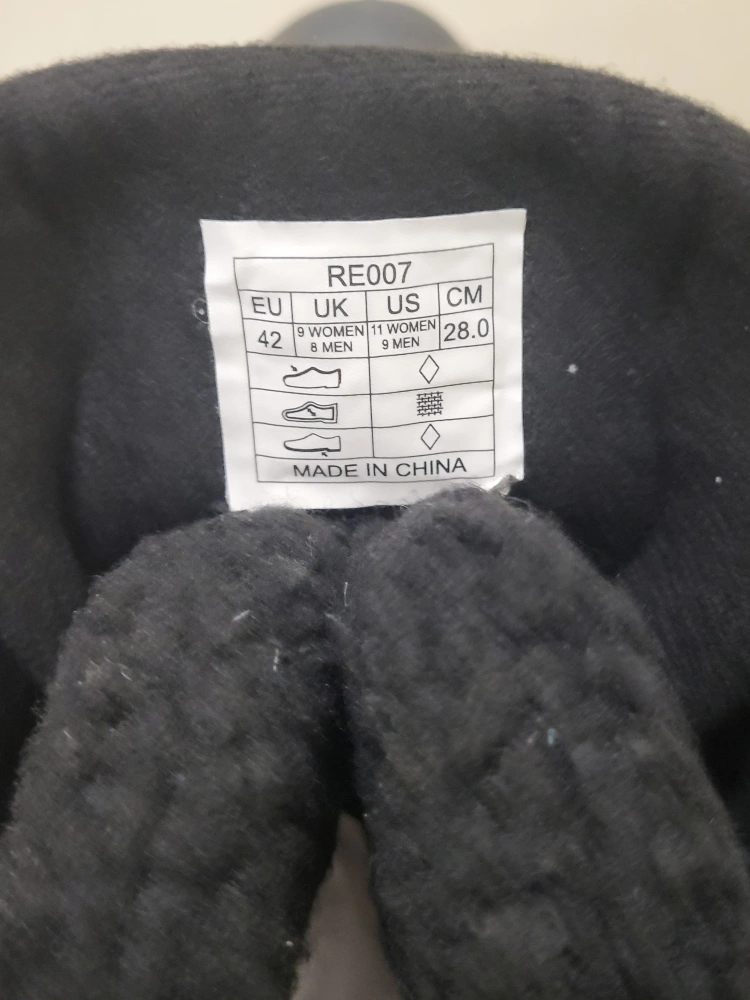 RE007
EU UK US CM
42 9 WOMEN 8 MEN 11 WOMEN 9 MEN 28.0
MADE IN CHINA